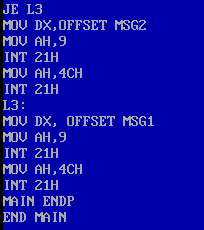 JE L3
MOV DX,OFFSET MSG2
MOV AH,9
INT 21H
MOV AH,4CH
INT 21H
L3:
MOV DX, OFFSET MSG1
MOV AH,9
INT 21H
MOV AH,4CH
INT 21H
MAIN ENDP
END MAIN